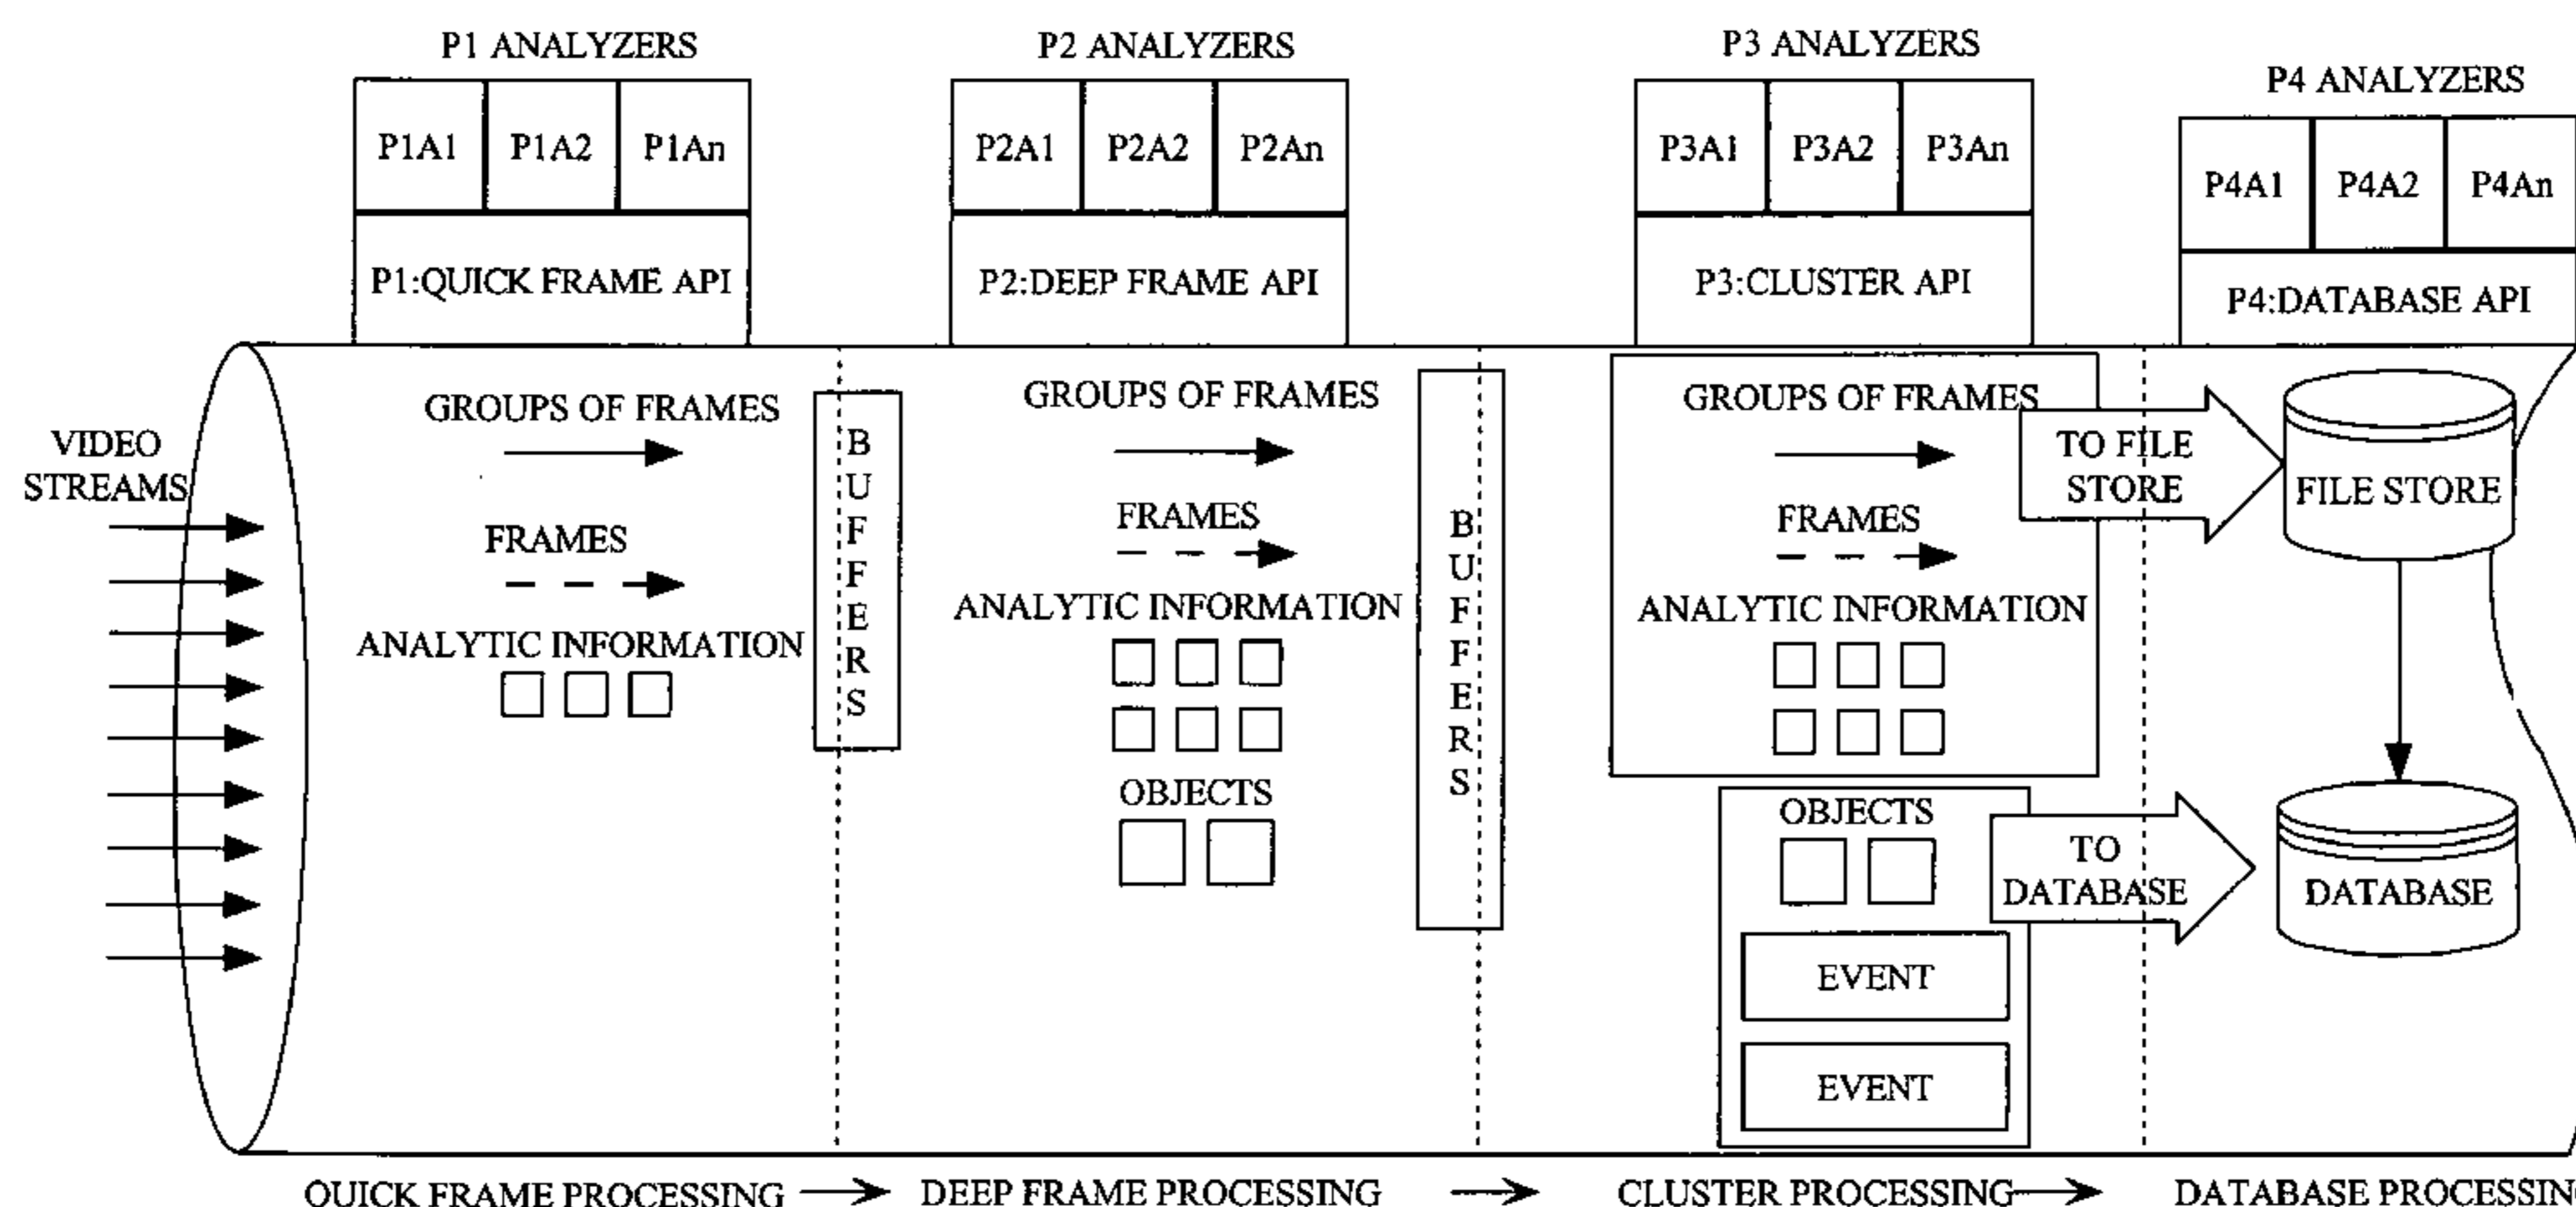 P1 ANALYZERS
P2 ANALYZERS
P3 ANALYZERS
P4 ANALYZERS
P1A1 P1A2 P1An
P2A1 P2A2 P2An
P3A1 P3A2 P3An
P4A1 P4A2 P4An
P1:QUICK FRAME API
P2:DEEP FRAME API
P3:CLUSTER API
P4:DATABASE API
VIDEO
STREAMS
GROUPS OF FRAMES
FRAMES
ANALYTIC INFORMATION
BUFFERS
GROUPS OF FRAMES
FRAMES
ANALYTIC INFORMATION
OBJECTS
BUFFERS
GROUPS OF FRAMES
FRAMES
ANALYTIC INFORMATION
OBJECTS
EVENT
EVENT
TO FILE
STORE
FILE STORE
TO
DATABASE
DATABASE
QUICK FRAME PROCESSING
DEEP FRAME PROCESSING
CLUSTER PROCESSING
DATABASE PROCESSIN